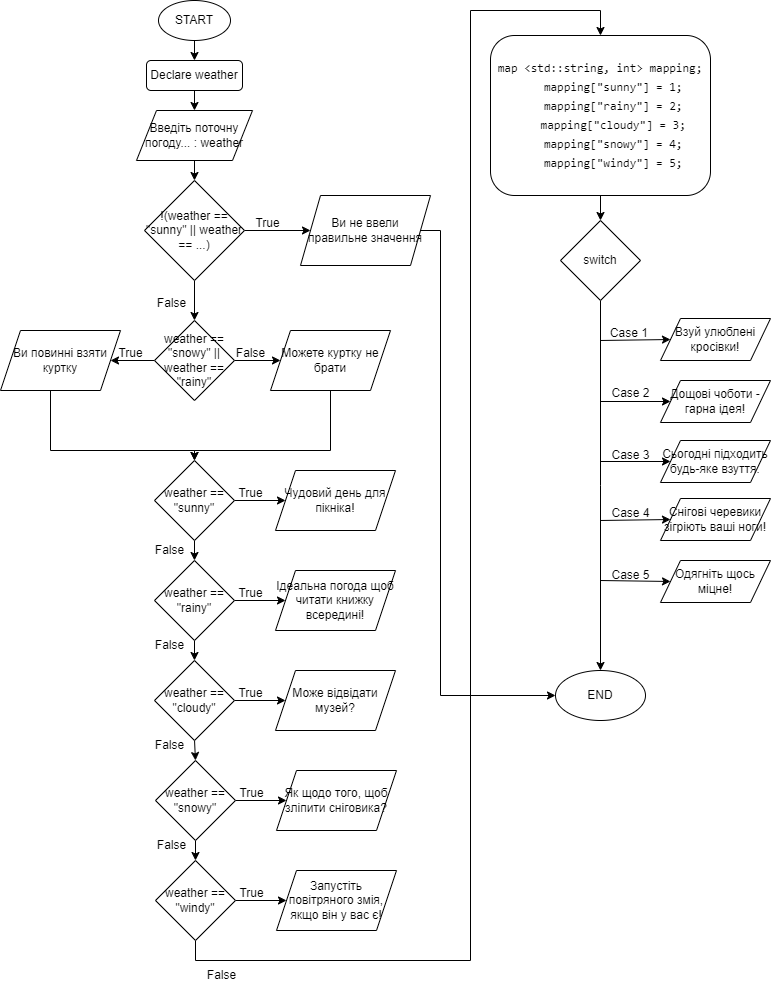 START
Declare weather
Введіть поточну
погоду... : weather
!(weather ==
"sunny" || weather
== ...)
True
Ви не ввели
правильне значення
False
weather ==
"snowy" ||
weather ==
"rainy"
True
Ви повинні взяти
куртку
False
Можете куртку не
брати
weather ==
"sunny"
True
Чудовий день для
пікніка!
False
weather ==
"rainy"
True
Ідеальна погода щоб
читати книжку
всередині!
False
weather ==
"cloudy"
True
Може відвідати
музей?
False
weather ==
"snowy"
True
Як щодо того, щоб
зліпити сніговика?
False
weather ==
"windy"
True
Запустіть
повітряного змія,
якщо він у вас є!
False
map <std::string, int> mapping;
mapping["sunny"] = 1;
mapping["rainy"] = 2;
mapping["cloudy"] = 3;
mapping["snowy"] = 4;
mapping["windy"] = 5;
switch
Case 1
Взуй улюблені
кросівки!
Case 2
Дощові чоботи -
гарна ідея!
Case 3
Сьогодні підходить
будь-яке взуття.
Case 4
Снігові черевики
зігріють ваші ноги!
Case 5
Одягніть щось
міцне!
END